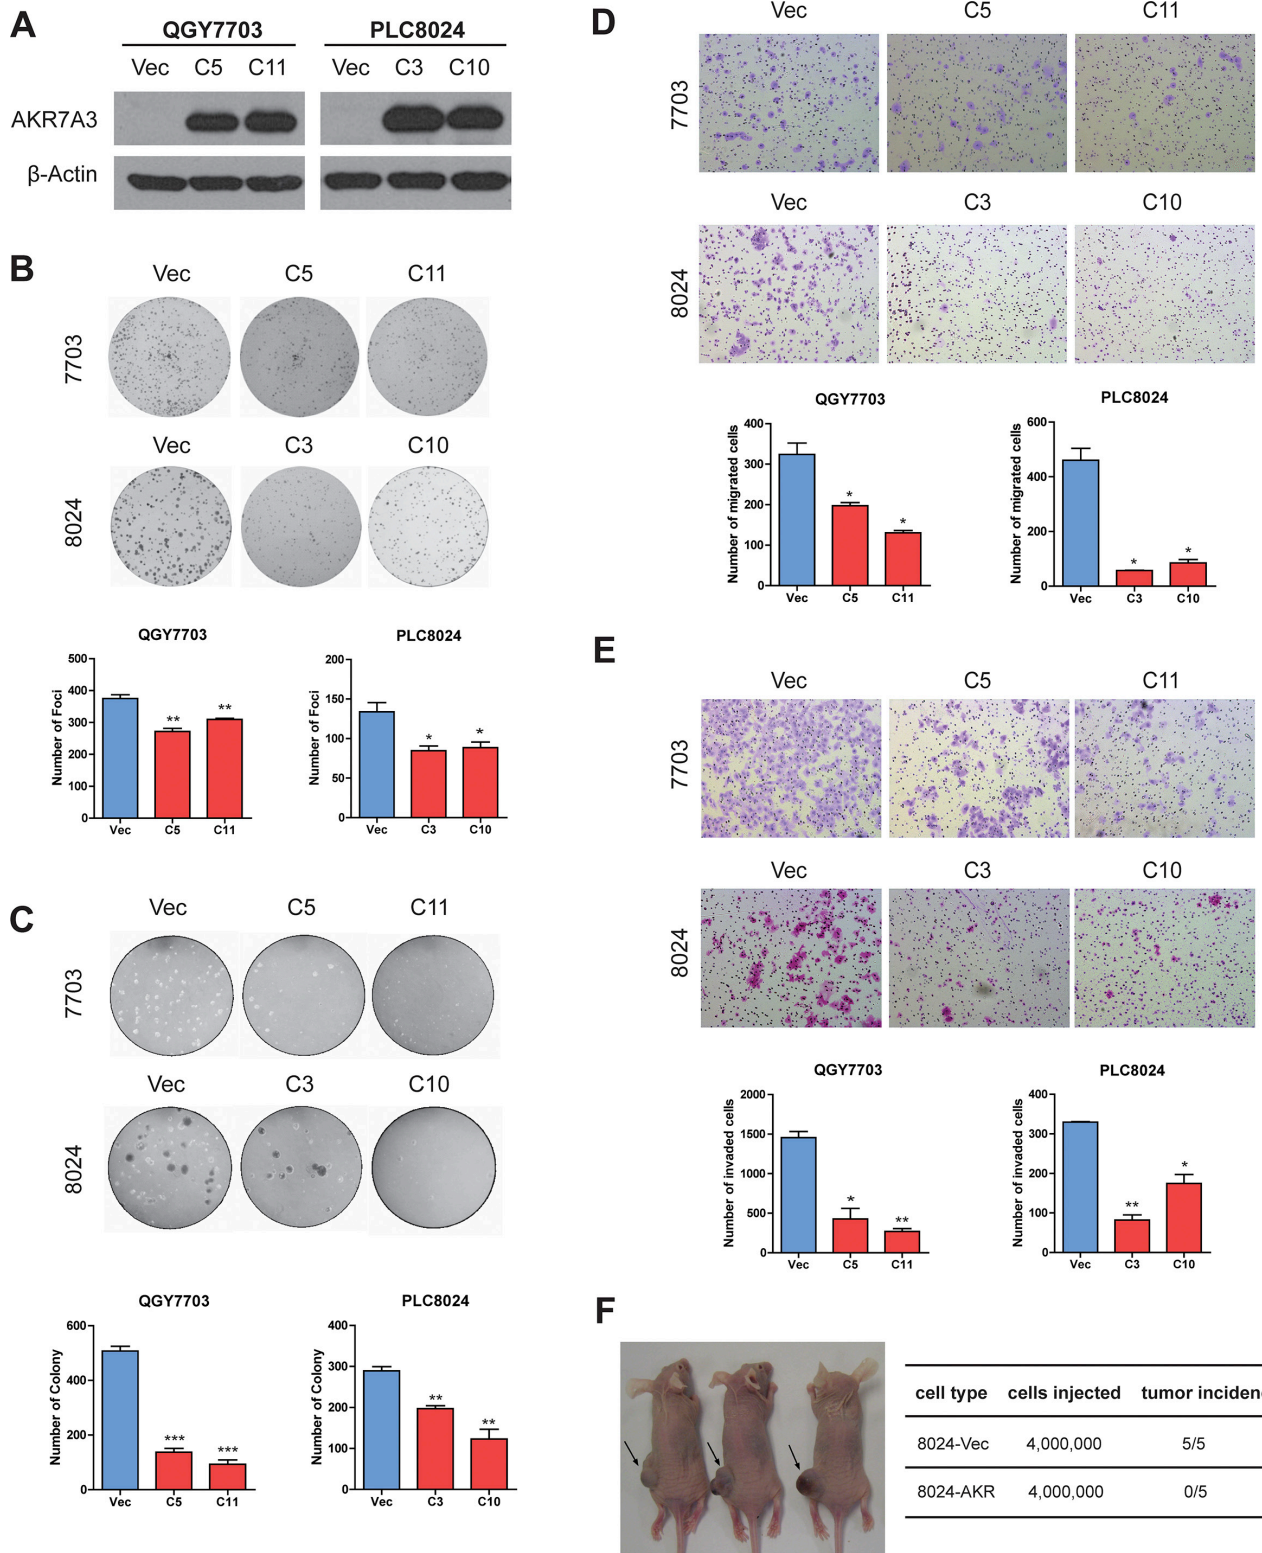 A
QGY7703 PLC8024
Vec C5 C11 Vec C3 C10
AKR7A3
β-Actin
B
Vec C5 C11
7703
Vec C3 C10
8024
QGY7703
Number of Foci
500
400
300
200
100
0
** **
Vec C5 C11
PLC8024
Number of Foci
200
150
100
50
0
* *
Vec C3 C10
C
Vec C5 C11
7703
Vec C3 C10
8024
QGY7703
Number of Colony
600
400
200
0
*** ***
Vec C5 C11
PLC8024
Number of Colony
400
300
200
100
0
** **
Vec C3 C10
D
Vec C5 C11
7703
Vec C3 C10
8024
QGY7703
Number of migrated cells
400
300
200
100
0
* *
Vec C5 C11
PLC8024
Number of migrated cells
600
400
200
0
* *
Vec C3 C10
E
Vec C5 C11
7703
Vec C3 C10
8024
QGY7703
Number of invaded cells
2000
1500
1000
500
0
* **
Vec C5 C11
PLC8024
Number of invaded cells
400
300
200
100
0
** *
Vec C3 C10
F
cell type cells injected tumor inciden
8024-Vec 4,000,000 5/5
8024-AKR 4,000,000 0/5